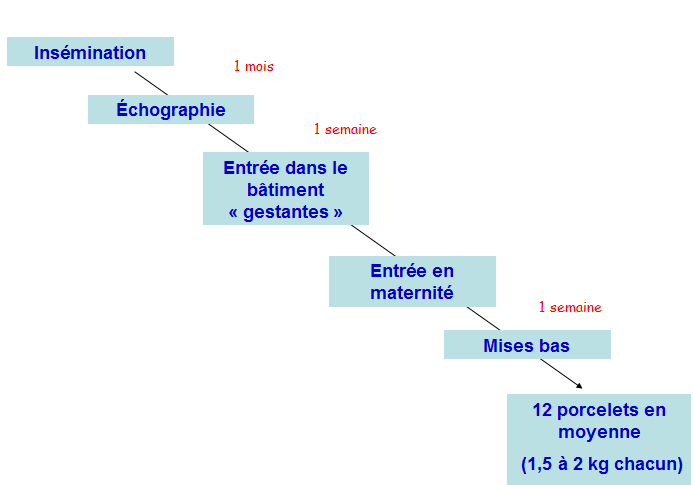 Insémination
1 mois
Échographie
1 semaine
Entrée dans le
bâtiment
« gestantes »
Entrée en
maternité
1 semaine
Mises bas
12 porcelets en
moyenne
(1,5 à 2 kg chacun)